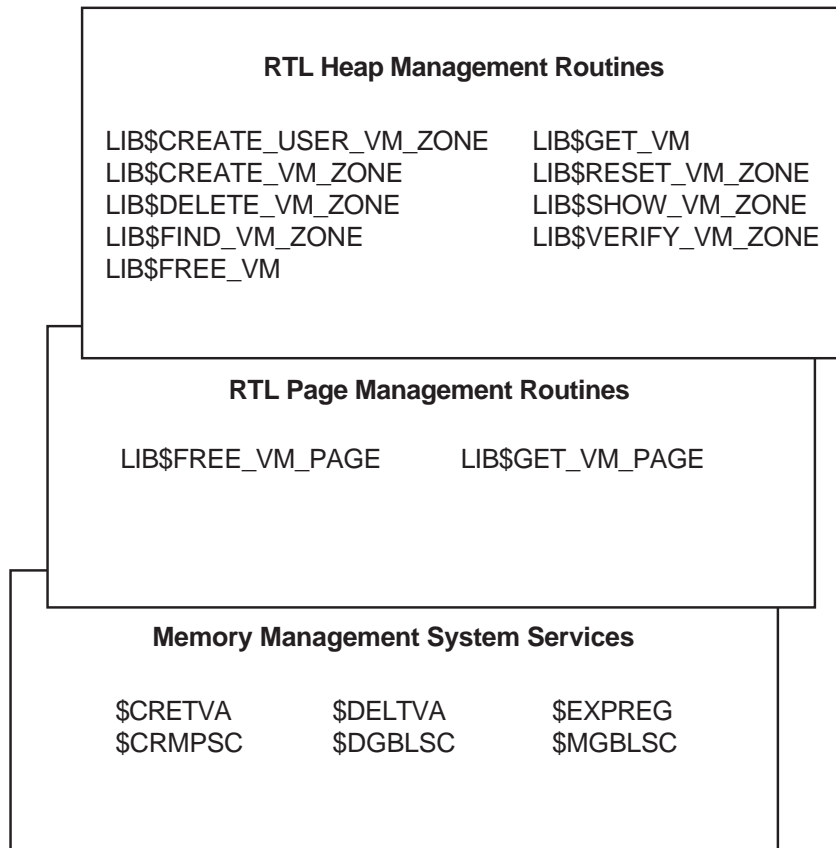 RTL Heap Management Routines
LIB$CREATE_USER_VM_ZONE LIB$GET_VM
LIB$CREATE_VM_ZONE LIB$RESET_VM_ZONE
LIB$DELETE_VM_ZONE LIB$SHOW_VM_ZONE
LIB$FIND_VM_ZONE LIB$VERIFY_VM_ZONE
LIB$FREE_VM
RTL Page Management Routines
LIB$FREE_VM_PAGE LIB$GET_VM_PAGE
Memory Management System Services
$CRETVA $DELTVA $EXPREG
$CRMPSC $DGBLSC $MGBLSC